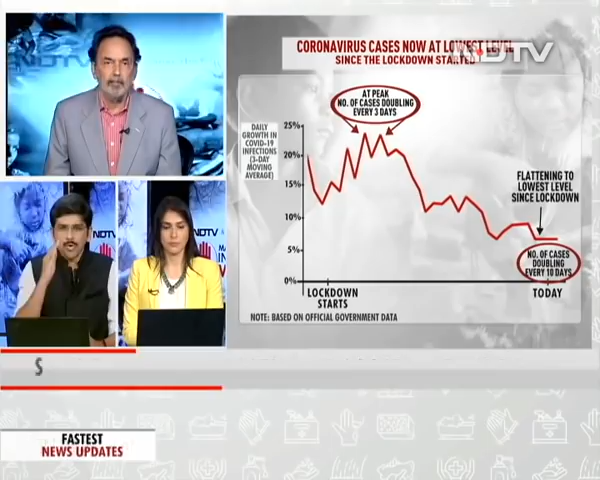 NDTV
CORONAVIRUS CASES NOW AT LOWEST LEVEL
SINCE THE LOCKDOWN STARTED
DAILY
GROWTH IN
COVID-19
INFECTIONS
(3-DAY
MOVING
AVERAGE)
25%
20%
15%
10%
5%
0%
AT PEAK
NO. OF CASES DOUBLING
EVERY 3 DAYS
FLATTENING TO
LOWEST LEVEL
SINCE LOCKDOWN
NO. OF CASES
DOUBLING
EVERY 10 DAYS
LOCKDOWN
STARTS
TODAY
NOTE: BASED ON OFFICIAL GOVERNMENT DATA
NDTV
S
FASTEST
NEWS UPDATES